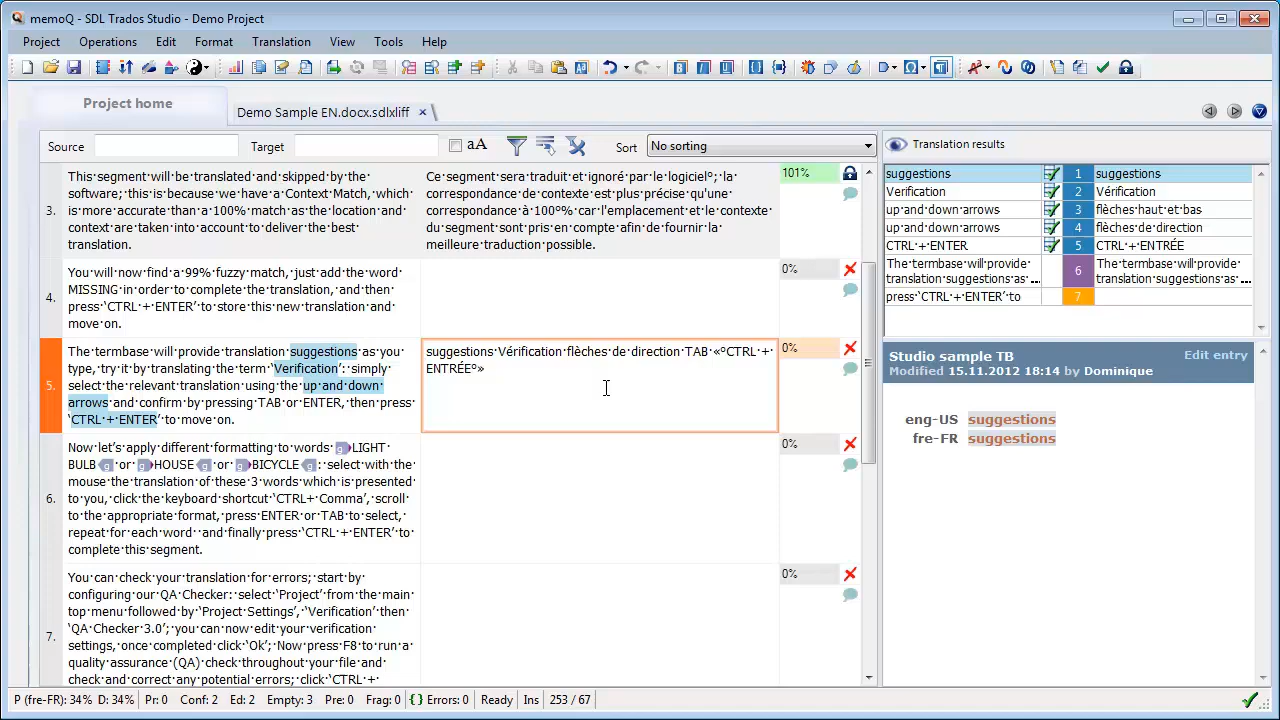 memoQ - SDL Trados Studio - Demo Project
Project Operations Edit Format Translation View Tools Help
Project home
Demo Sample EN.docx.sdlxliff
Source Target aA Sort No sorting
3.
This·segment·will·be·translated·and·skipped·by·the·
software;·this·is·because·we·have·a·Context·Match·which·
is·more·accurate·than·a·100%·match·as·the·location·and·
context·are·taken·into·account·to·deliver·the·best·
translation.
Ce·segment·sera·traduit·et·ignoré·par·le·logicielº;·la·
correspondance·de·contexte·est·plus·précise·qu'une·
correspondance·à·100º%·car·l'emplacement·et·le·contexte·
du·segment·sont·pris·en·compte·afin·de·fournir·la·
meilleure·traduction·possible.
101%
4.
You·will·now·find·a·99%·fuzzy·match,·just·add·the·word·
MISSING·in·order·to·complete·the·translation,·and·then·
press·‘CTRL·+·ENTER’·to·store·this·new·translation·and·
move·on.
0%
5.
The·termbase·will·provide·translation·suggestions·as·you·
type,·try·it·by·translating·the·term·‘Verification’:·simply·
select·the·relevant·translation·using·the·up·and·down·
arrows·and·confirm·by·pressing·TAB·or·ENTER,·then·press·
‘CTRL·+·ENTER’·to·move·on.
suggestions·Vérification·flèches·de·direction·TAB·«ºCTRL·+·
ENTRÉEº»
0%
6.
Now·let’s·apply·different·formatting·to·words·g LIGHT·
BULB g ·or· g HOUSE g ·or· g BICYCLE g :·select·with·the·
mouse·the·translation·of·these·3·words·which·is·presented·
to·you,·click·the·keyboard·shortcut·‘CTRL+·Comma’,·scroll·
to·the·appropriate·format,·press·ENTER·or·TAB·to·select,·
repeat·for·each·word··and·finally·press·‘CTRL·+·ENTER’·to·
complete·this·segment.
0%
7.
You·can·check·your·translation·for·errors;·start·by·
configuring·our·QA·Checker:·select·‘Project’·from·the·main·
top·menu·followed·by·‘Project·Settings’,·‘Verification’·then·
‘QA·Checker·3.0’;·you·can·now·edit·your·verification·
settings,·once·completed·click·‘Ok’;·Now·press·F8·to·run·a·
quality·assurance·(QA)·check·throughout·your·file·and·
check·and·correct·any·potential·errors;·click·‘CTRL·+·
0%
Translation results
suggestions 1 suggestions
Verification 2 Vérification
up·and·down·arrows 3 flèches·haut·et·bas
up·and·down·arrows 4 flèches·de·direction
CTRL·+·ENTER 5 CTRL·+·ENTRÉE
The·termbase·will·provide· 6 The·termbase·will·provide·
translation·suggestions·as·... translation·suggestions·as·...
press·‘CTRL·+·ENTER’·to 7
Studio sample TB Edit entry
Modified 15.11.2012 18:14 by Dominique
eng-US suggestions
fre-FR suggestions
P (fre-FR): 34% D: 34% Pr: 0 Conf: 2 Ed: 2 Empty: 3 Pre: 0 Frag: 0 {} Errors: 0 Ready Ins 253 / 67